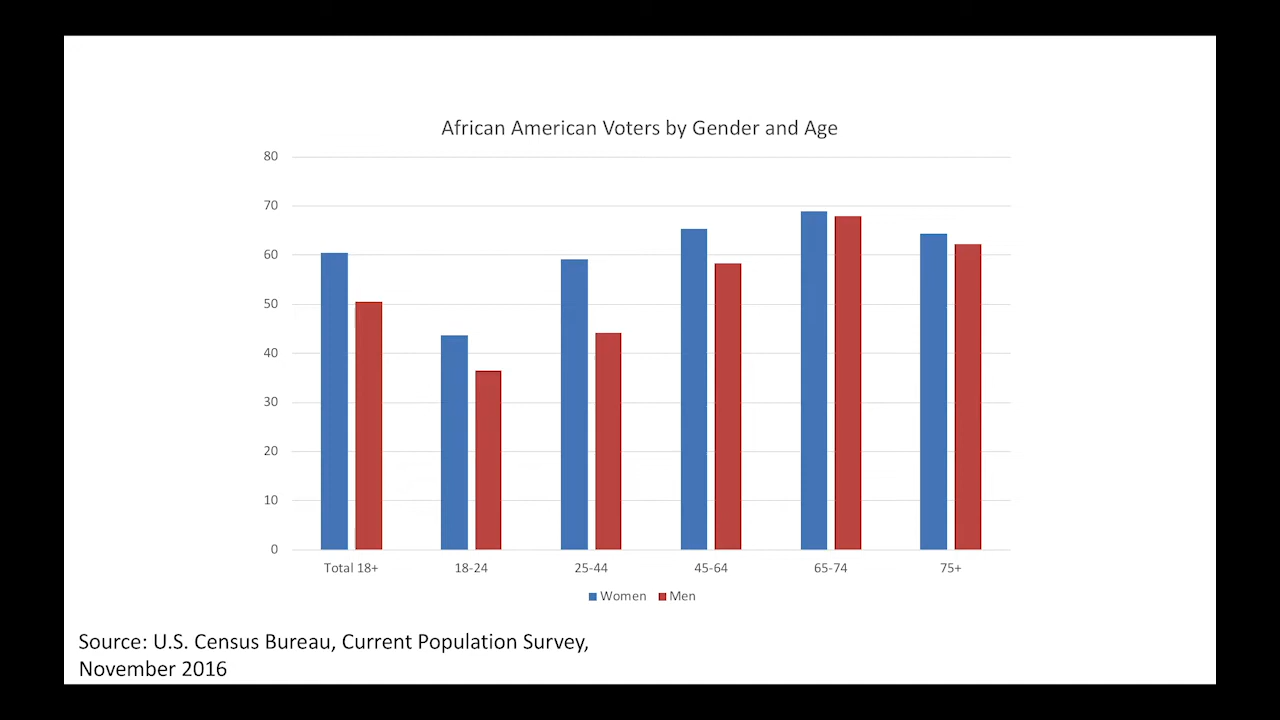 African American Voters by Gender and Age
80
70
60
50
40
30
20
10
0
Total 18+ 18-24 25-44 45-64 65-74 75+
Women Men
Source: U.S. Census Bureau, Current Population Survey,
November 2016